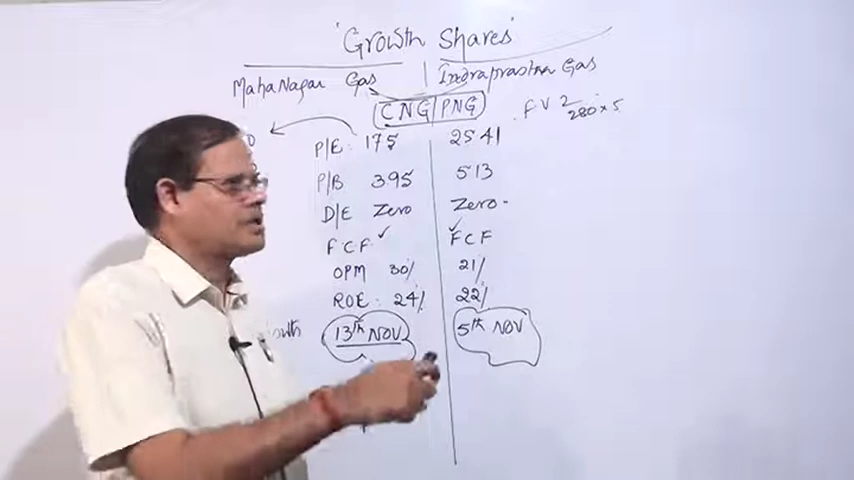 'Growth Shares'
MahaNagar Gas | Indraprastha Gas
CNG/PNG
F V 2
280 × 5
P/E: 17.5 25.41
P/B 3.95 5.13
D/E Zero Zero
F.C.F. ✓ ✓ FCF
OPM 30% 21%
ROE: 24% 22%
13th NOV 5th NOV